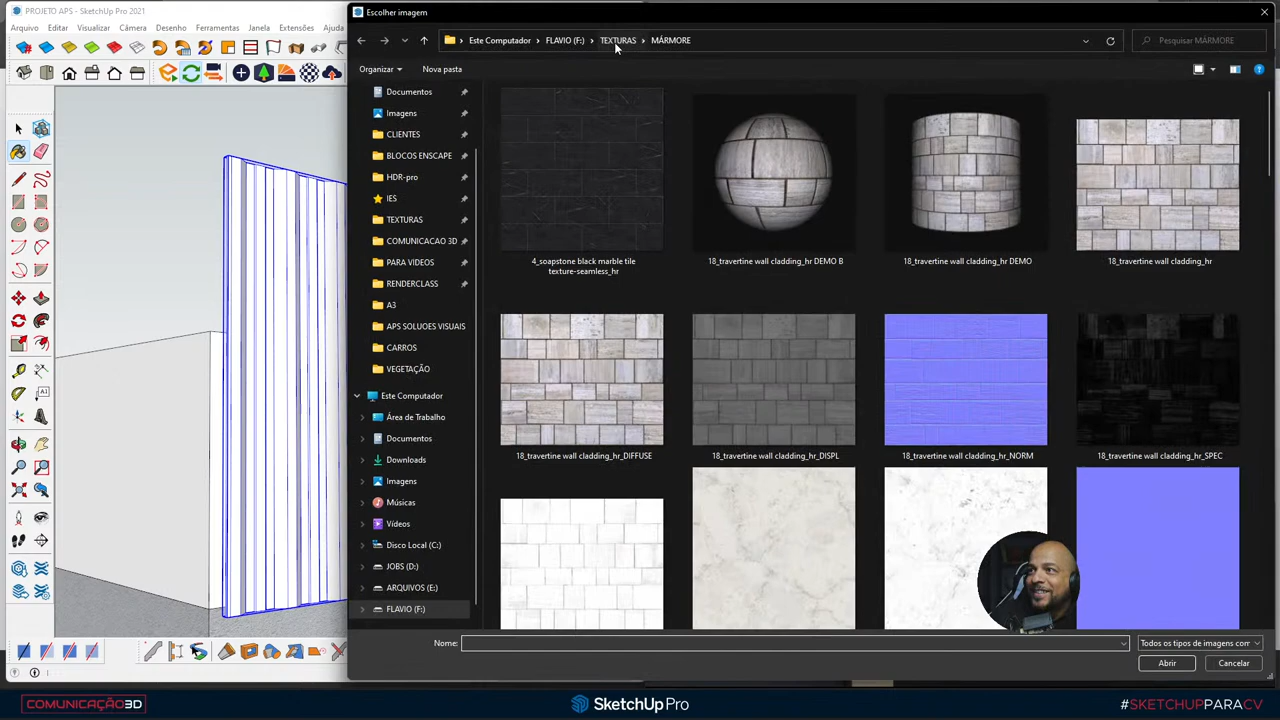 PROJETO APS - SketchUp Pro 2021
Arquivo Editar Visualizar Câmera Desenho Ferramentas Janela Extensões Ajuda
Escolher imagem
Este Computador > FLAVIO (F:) > TEXTURAS > MÁRMORE
Pesquisar MÁRMORE
Organizar
Nova pasta
Documentos
Imagens
CLIENTES
BLOCOS ENSCAPE
HDR-pro
IES
TEXTURAS
COMUNICACAO 3D
PARA VIDEOS
RENDERCLASS
A3
APS SOLUOES VISUAIS
CARROS
VEGETAÇÃO
Este Computador
Área de Trabalho
Documentos
Downloads
Imagens
Músicas
Vídeos
Disco Local (C:)
JOBS (D:)
ARQUIVOS (E:)
FLAVIO (F:)
4_soapstone black marble tile
texture-seamless_hr
18_travertine wall cladding_hr DEMO B
18_travertine wall cladding_hr DEMO
18_travertine wall cladding_hr
18_travertine wall cladding_hr_DIFFUSE
18_travertine wall cladding_hr_DISPL
18_travertine wall cladding_hr_NORM
18_travertine wall cladding_hr_SPEC
Nome:
Todos os tipos de imagens com
Abrir
Cancelar
COMUNICAÇÃO3D
SketchUp Pro
#SKETCHUPPARACV